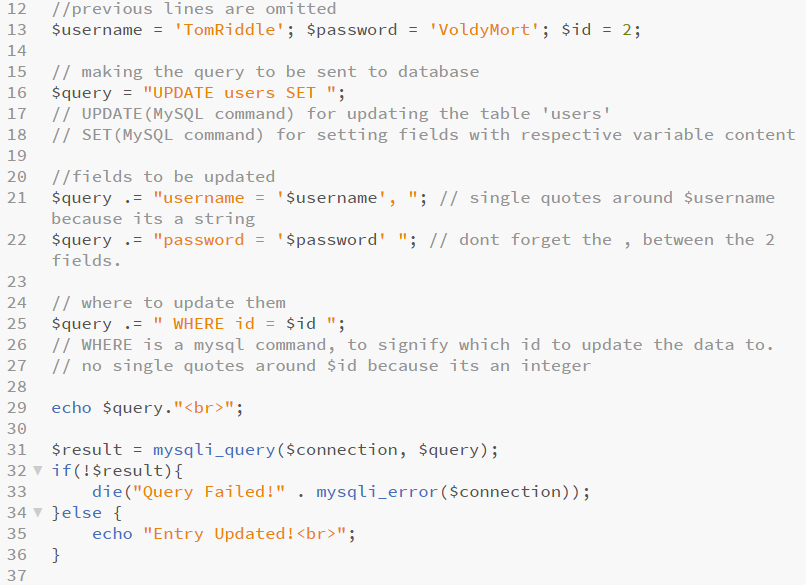 12 //previous lines are omitted
13 $username = 'TomRiddle'; $password = 'VoldyMort'; $id = 2;
14
15 // making the query to be sent to database
16 $query = "UPDATE users SET ";
17 // UPDATE(MySQL command) for updating the table 'users'
18 // SET(MySQL command) for setting fields with respective variable content
19
20 //fields to be updated
21 $query .= "username = '$username', "; // single quotes around $username
because its a string
22 $query .= "password = '$password' "; // dont forget the , between the 2
fields.
23
24 // where to update them
25 $query .= " WHERE id = $id ";
26 // WHERE is a mysql command, to signify which id to update the data to.
27 // no single quotes around $id because its an integer
28
29 echo $query."<br>";
30
31 $result = mysqli_query($connection, $query);
32 if(!$result){
33     die("Query Failed!" . mysqli_error($connection));
34 }else {
35     echo "Entry Updated!<br>";
36 }
37